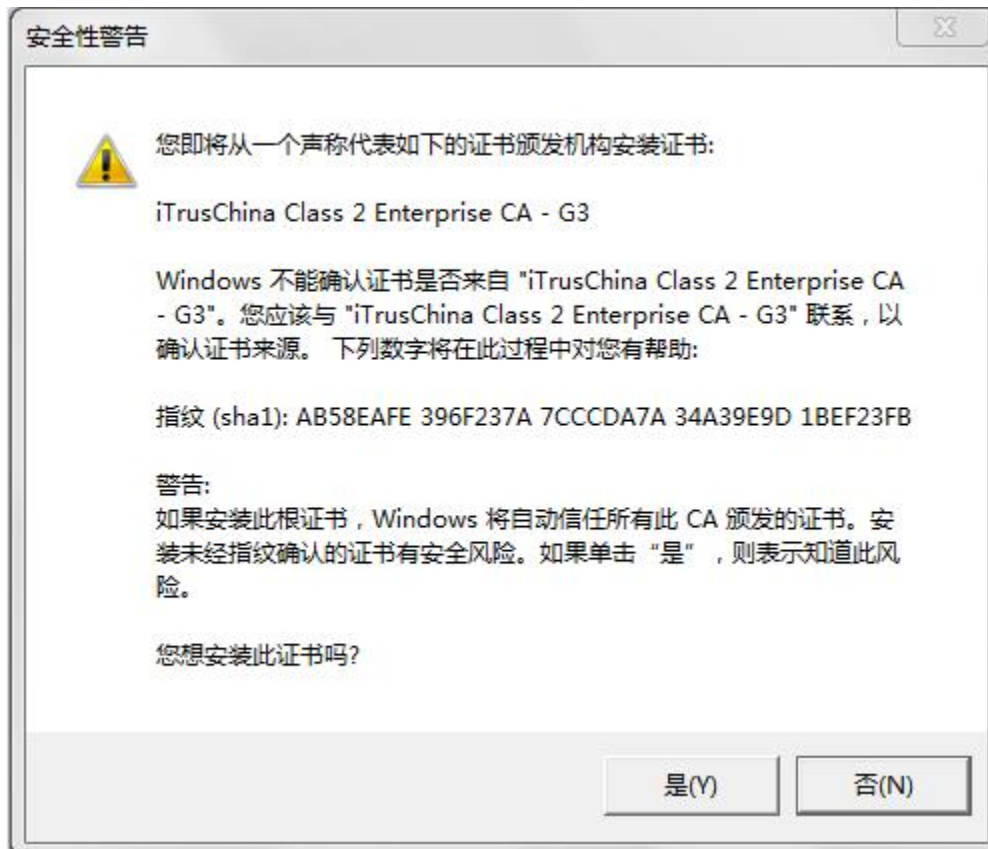 安全性警告
您即将从一个声称代表如下的证书颁发机构安装证书:
iTrusChina Class 2 Enterprise CA - G3
Windows 不能确认证书是否来自 "iTrusChina Class 2 Enterprise CA
- G3"。您应该与 "iTrusChina Class 2 Enterprise CA - G3" 联系，以
确认证书来源。 下列数字将在此过程中对您有帮助:
指纹 (sha1): AB58EAFE 396F237A 7CCCDA7A 34A39E9D 1BEF23FB
警告:
如果安装此根证书，Windows 将自动信任所有此 CA 颁发的证书。安
装未经指纹确认的证书有安全风险。如果单击“是”，则表示知道此风
险。
您想安装此证书吗?
是(Y) 否(N)